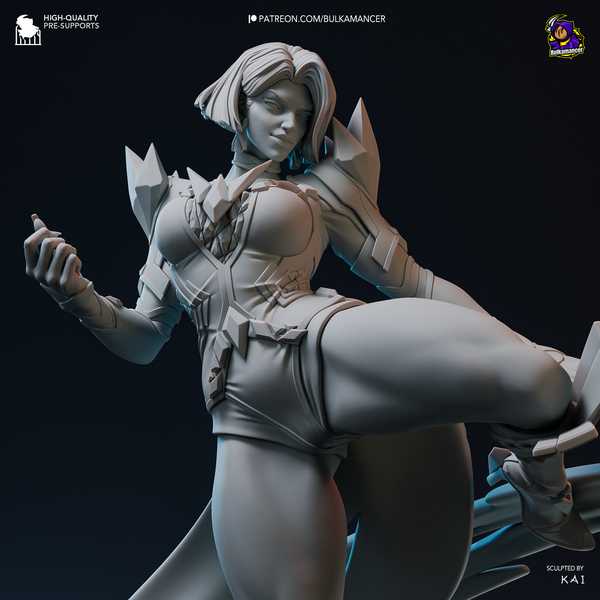 HIGH-QUALITY
PRE-SUPPORTS
PATREON.COM/BULKAMANCER
Bulkamancer
SCULPTED BY
KAI